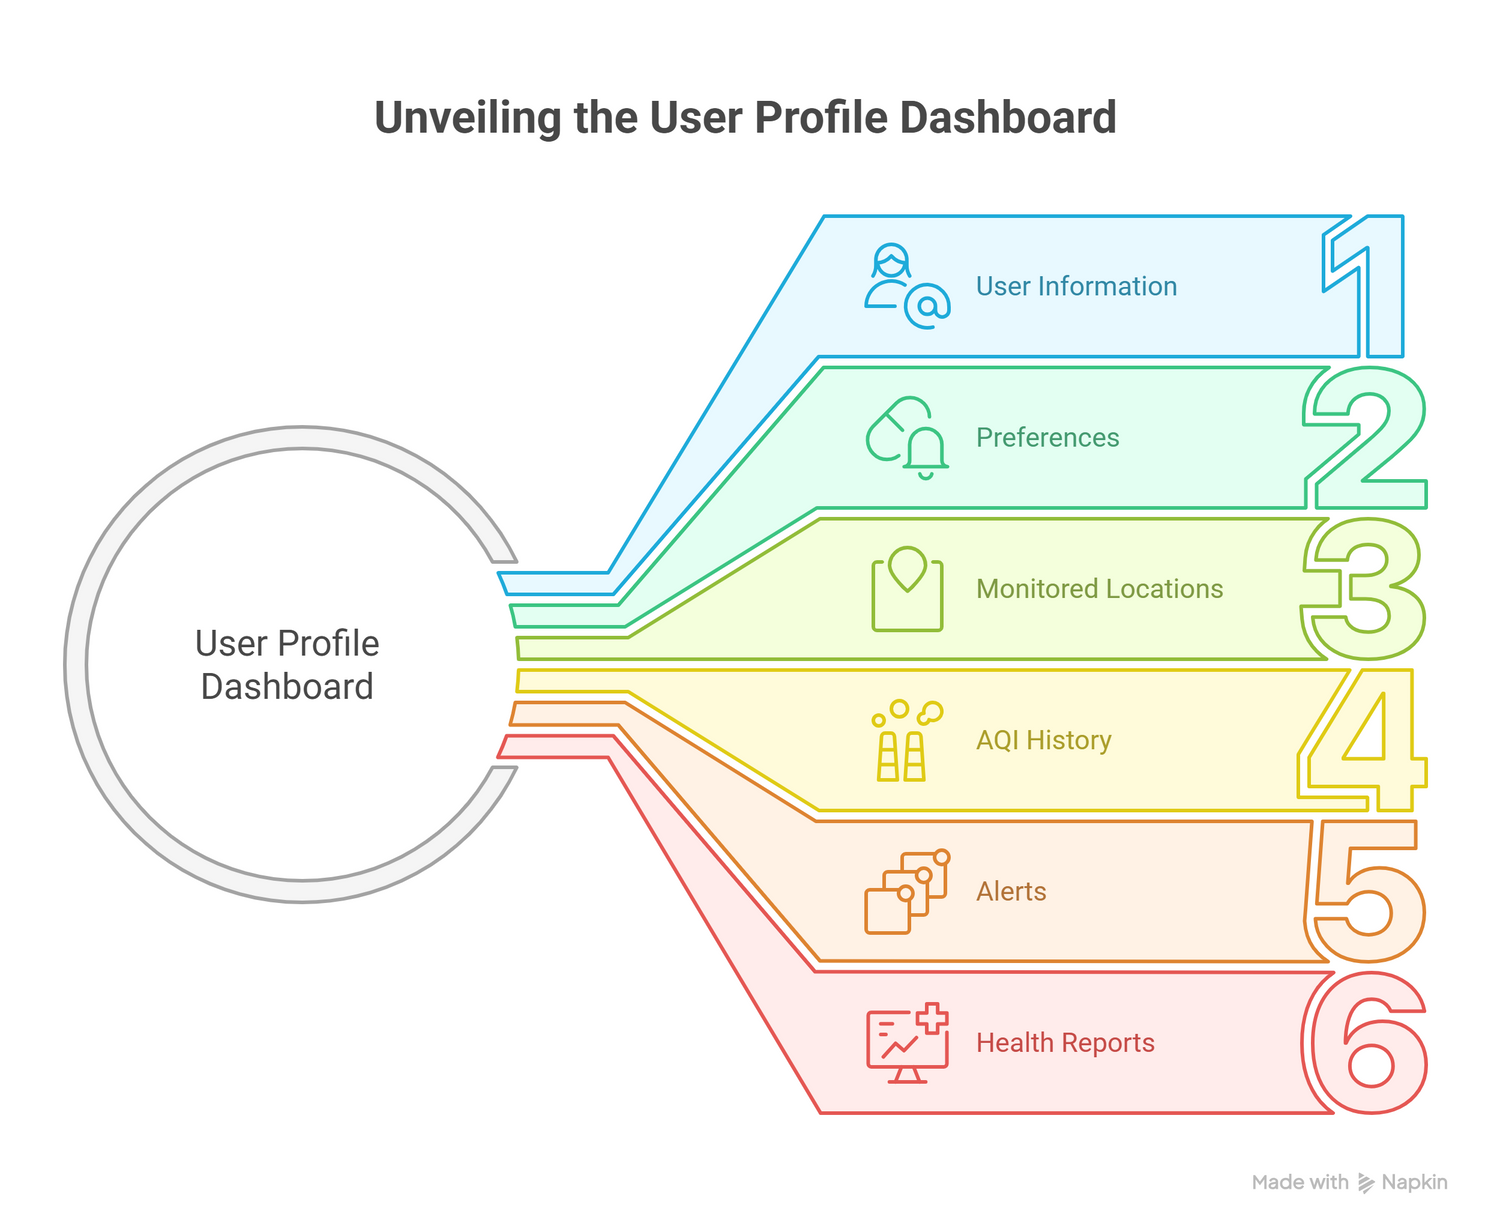 Unveiling the User Profile Dashboard
User Profile
Dashboard
User Information
1
Preferences
2
Monitored Locations
3
AQI History
4
Alerts
5
Health Reports
6
Made with Napkin